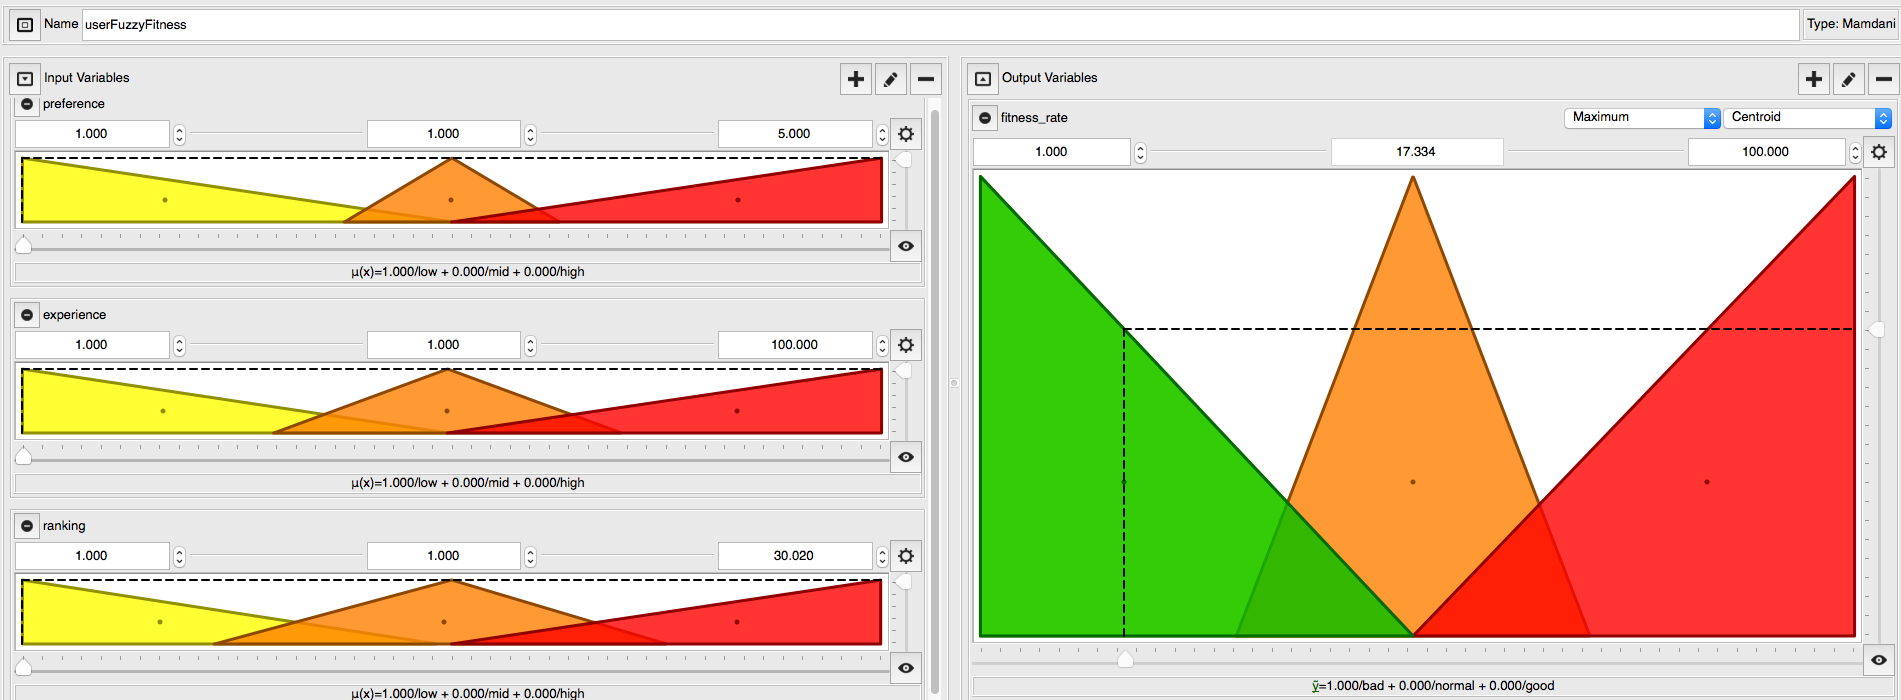 Name userFuzzyFitness Type: Mamdani
Input Variables
preference
1.000 1.000 5.000
μ(x)=1.000/low + 0.000/mid + 0.000/high
experience
1.000 1.000 100.000
μ(x)=1.000/low + 0.000/mid + 0.000/high
ranking
1.000 1.000 30.020
μ(x)=1.000/low + 0.000/mid + 0.000/high
Output Variables
fitness_rate Maximum Centroid
1.000 17.334 100.000
ỹ=1.000/bad + 0.000/normal + 0.000/good